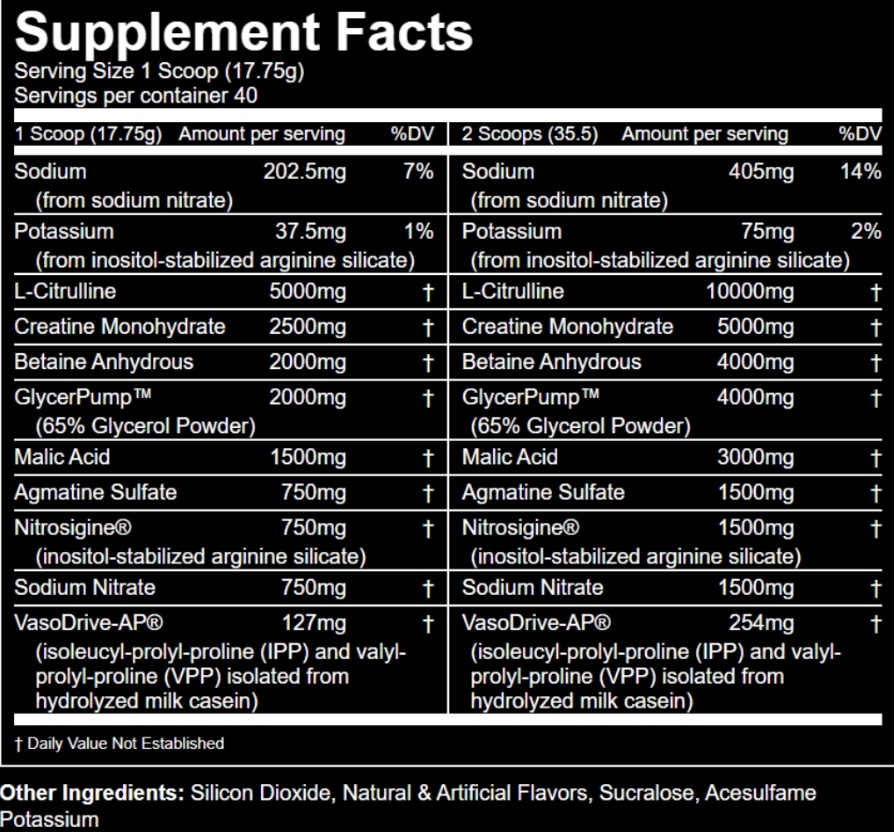 Supplement Facts
Serving Size 1 Scoop (17.75g)
Servings per container 40
1 Scoop (17.75g) Amount per serving %DV 2 Scoops (35.5) Amount per serving %DV
Sodium 202.5mg 7% Sodium 405mg 14%
(from sodium nitrate) (from sodium nitrate)
Potassium 37.5mg 1% Potassium 75mg 2%
(from inositol-stabilized arginine silicate) (from inositol-stabilized arginine silicate)
L-Citrulline 5000mg † L-Citrulline 10000mg †
Creatine Monohydrate 2500mg † Creatine Monohydrate 5000mg †
Betaine Anhydrous 2000mg † Betaine Anhydrous 4000mg †
GlycerPump™ 2000mg † GlycerPump™ 4000mg †
(65% Glycerol Powder) (65% Glycerol Powder)
Malic Acid 1500mg † Malic Acid 3000mg †
Agmatine Sulfate 750mg † Agmatine Sulfate 1500mg †
Nitrosigine® 750mg † Nitrosigine® 1500mg †
(inositol-stabilized arginine silicate) (inositol-stabilized arginine silicate)
Sodium Nitrate 750mg † Sodium Nitrate 1500mg †
VasoDrive-AP® 127mg † VasoDrive-AP® 254mg †
(isoleucyl-prolyl-proline (IPP) and valyl- (isoleucyl-prolyl-proline (IPP) and valyl-
prolyl-proline (VPP) isolated from prolyl-proline (VPP) isolated from
hydrolyzed milk casein) hydrolyzed milk casein)
† Daily Value Not Established
Other Ingredients: Silicon Dioxide, Natural & Artificial Flavors, Sucralose, Acesulfame
Potassium